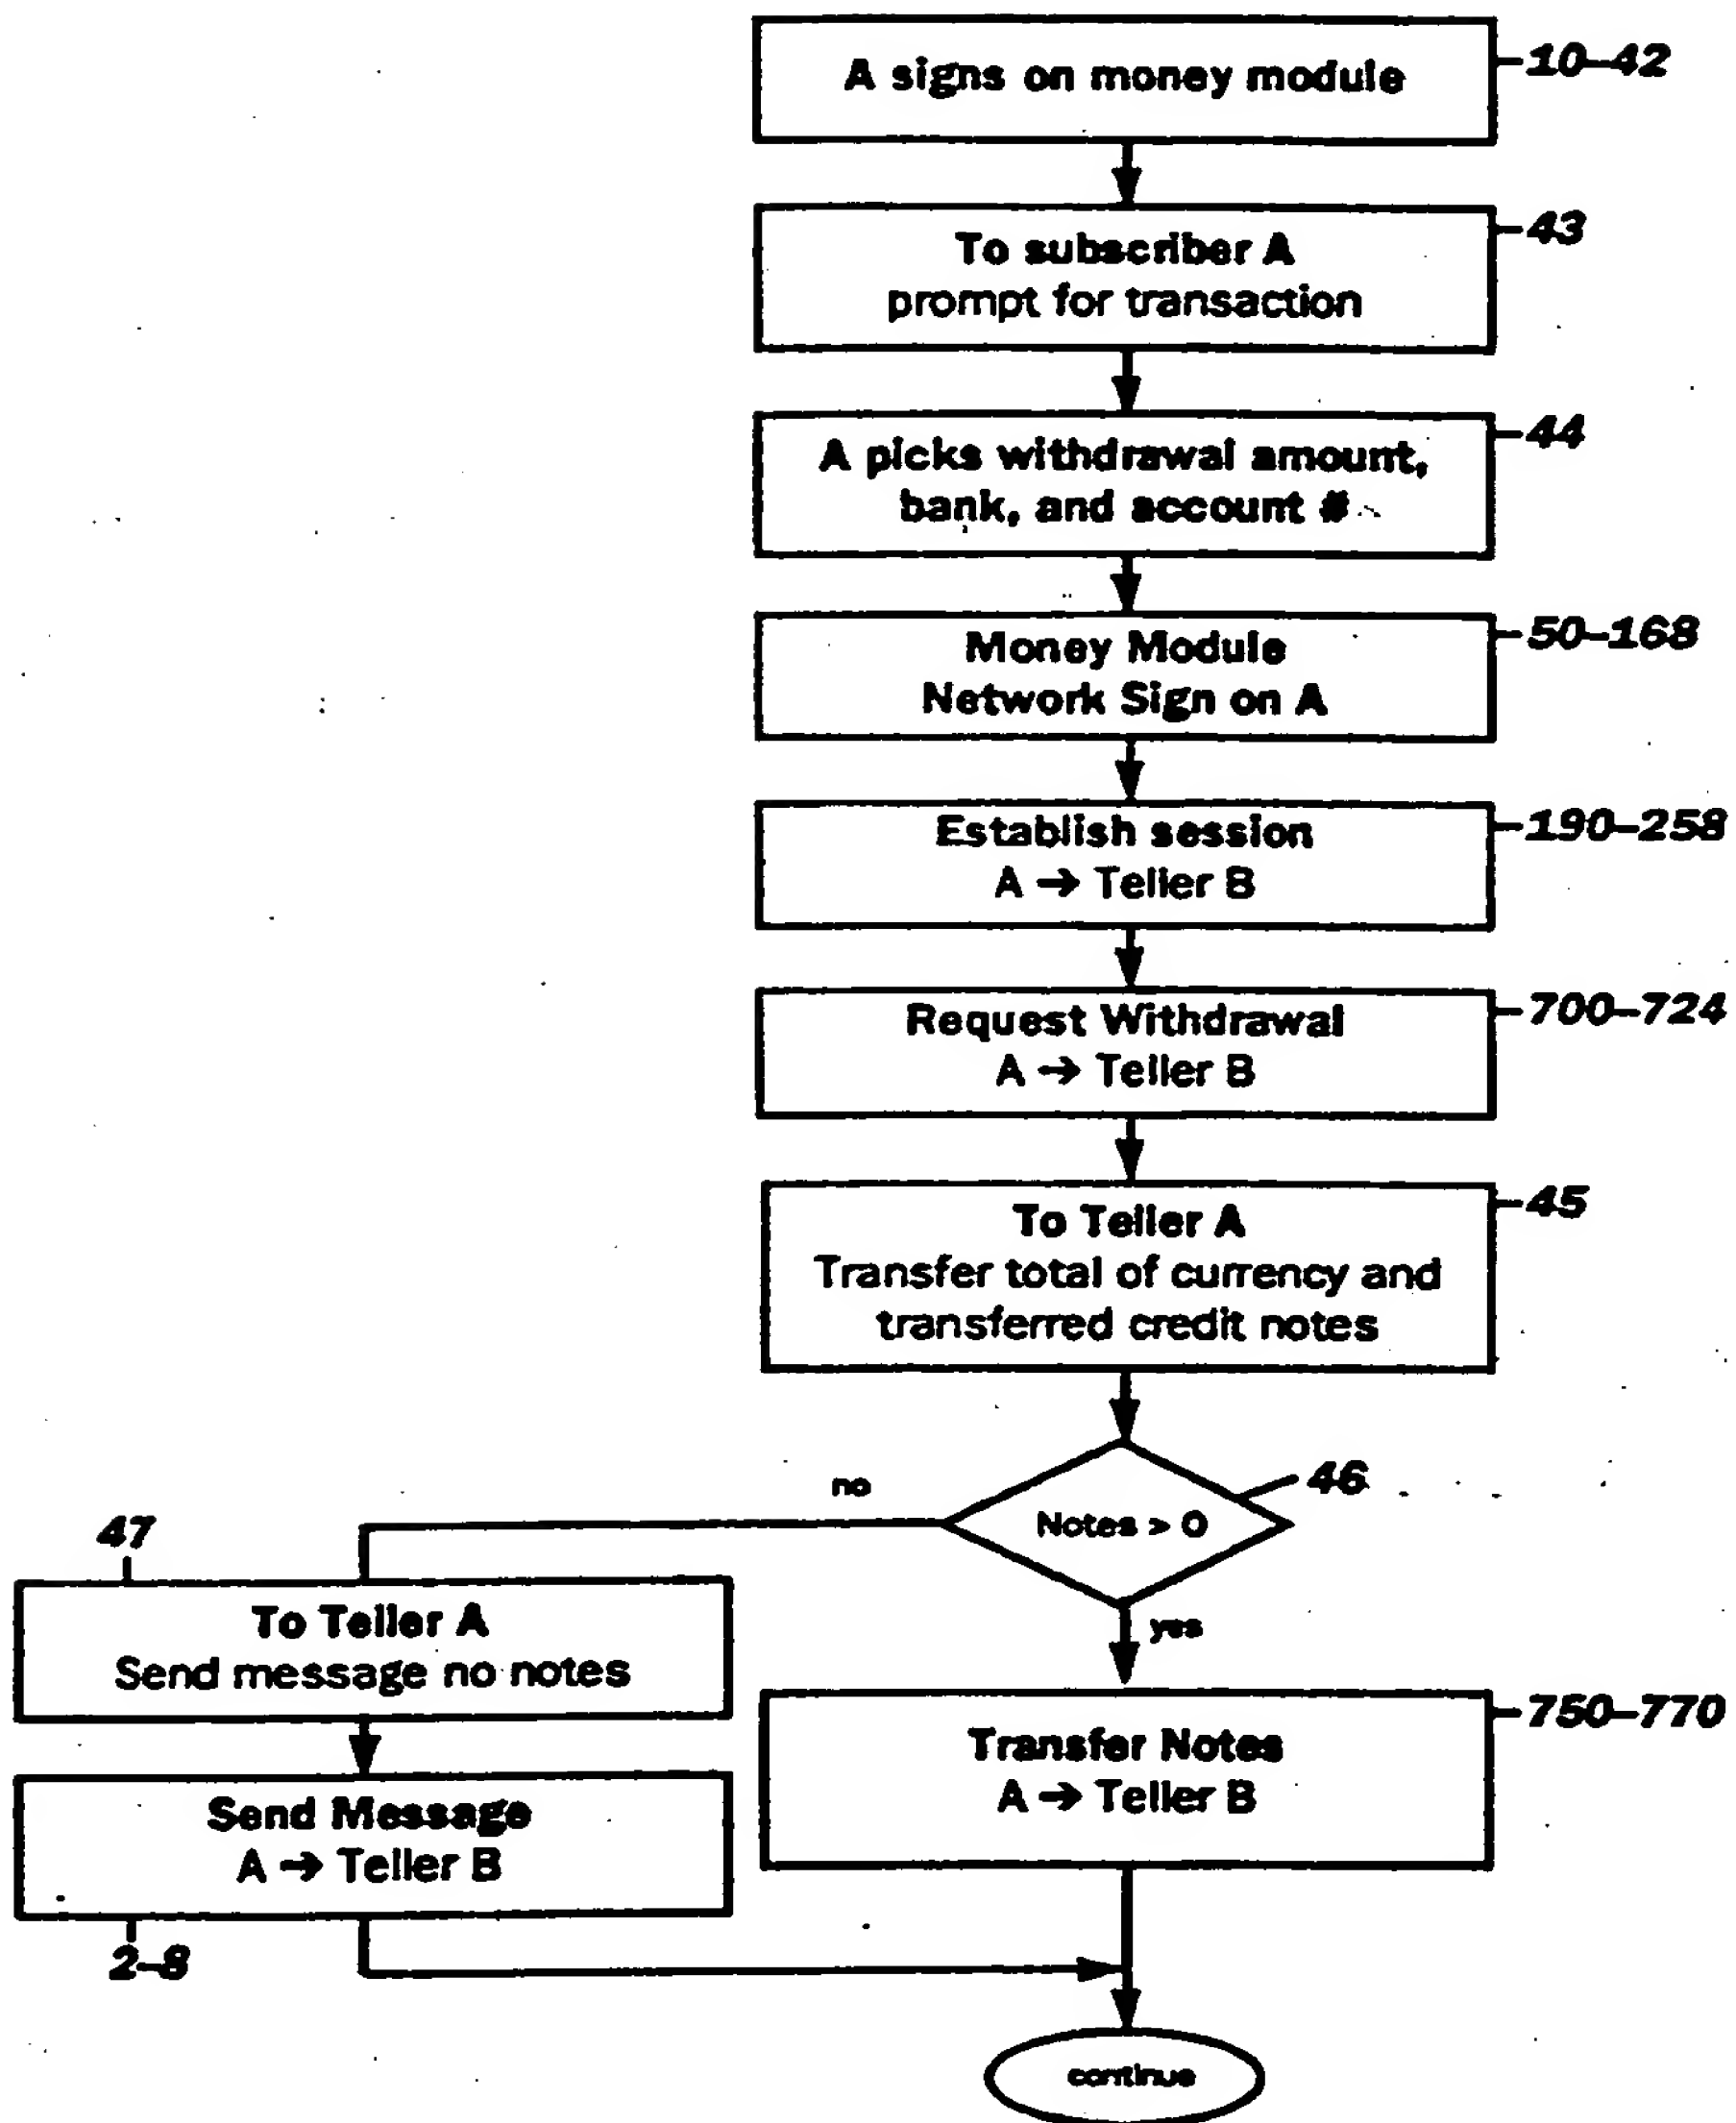 A signs on money module
10–42
To subscriber A
prompt for transaction
43
A picks withdrawal amount,
bank, and account #
44
Money Module
Network Sign on A
50–168
Establish session
A → Teller B
190–258
Request Withdrawal
A → Teller B
700–724
To Teller A
Transfer total of currency and
transferred credit notes
45
Notes > 0
46
no
yes
47
To Teller A
Send message no notes
Send Message
A → Teller B
2–8
Transfer Notes
A → Teller B
750–770
continue